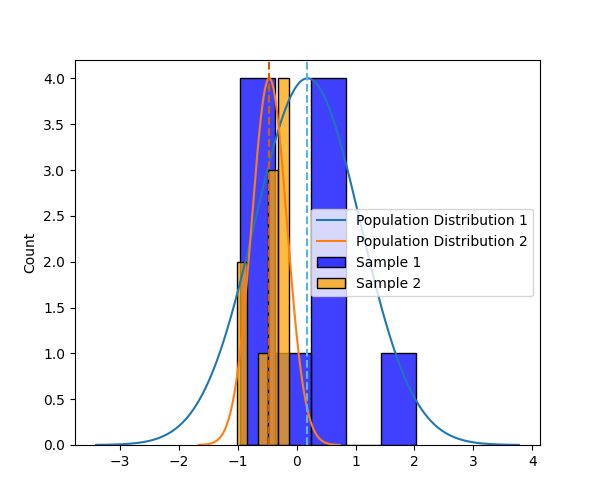 4.0
3.5
3.0
2.5
2.0
1.5
1.0
0.5
0.0
Count
Population Distribution 1
Population Distribution 2
Sample 1
Sample 2
−3 −2 −1 0 1 2 3 4